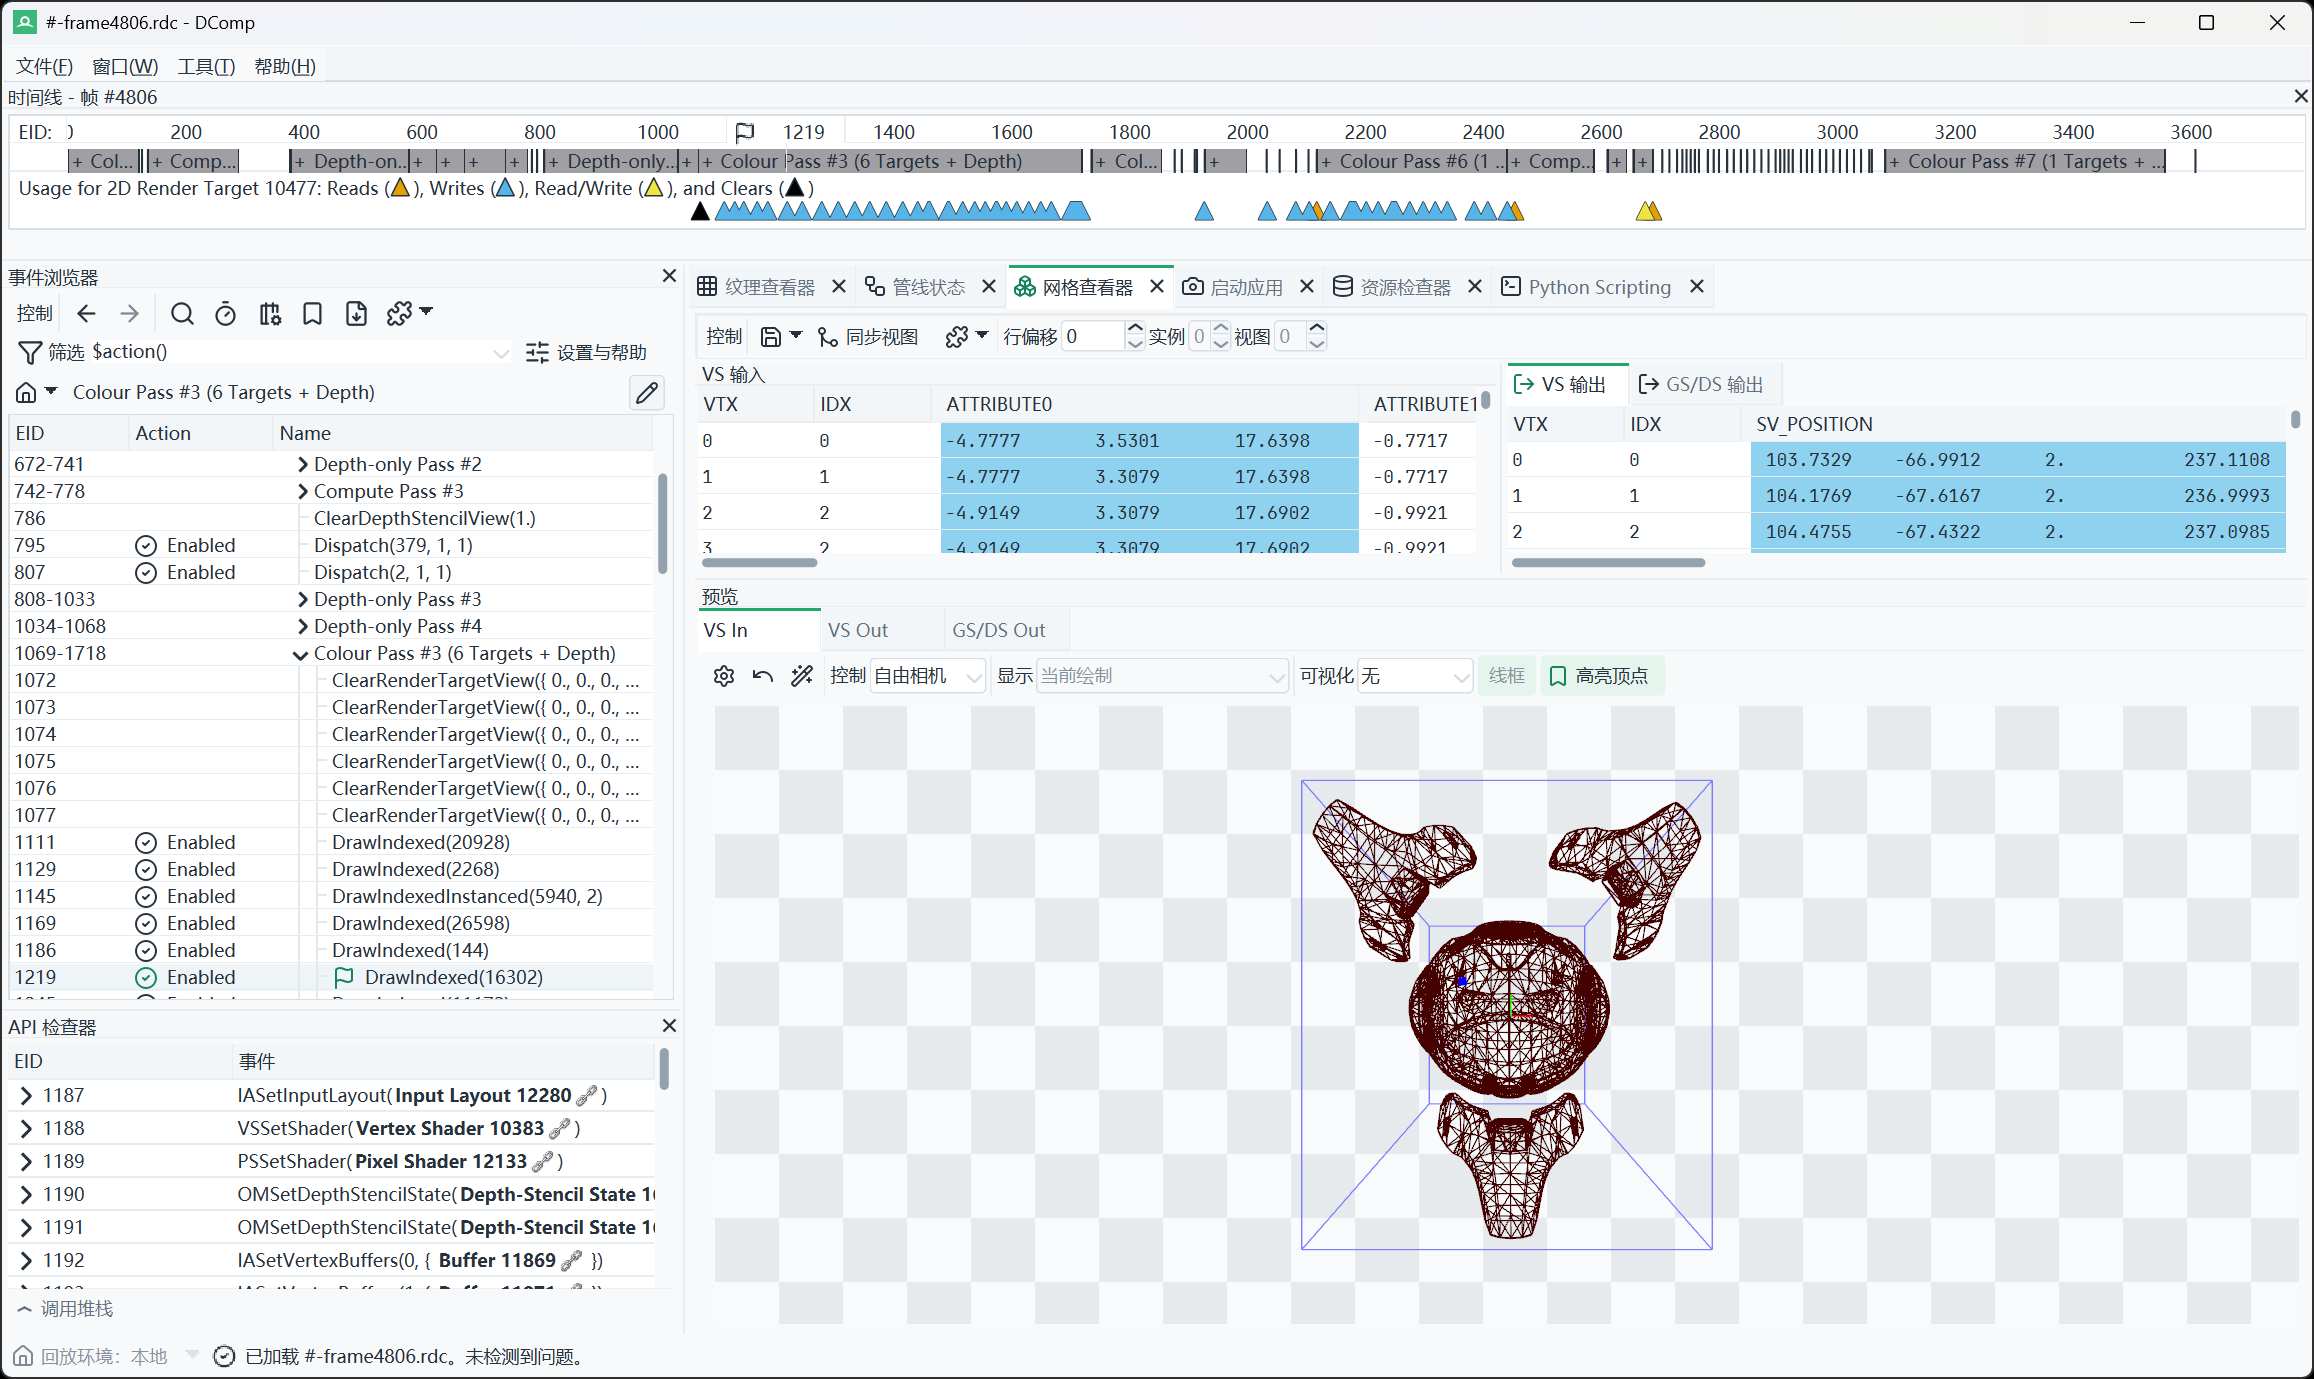 #-frame4806.rdc - DComp
文件(F) 窗口(W) 工具(T) 帮助(H)
时间线 - 帧 #4806
EID: 200 400 600 800 1000 1219 1400 1600 1800 2000 2200 2400 2600 2800 3000 3200 3400 3600
+ Col... + Comp... + Depth-on... + + + + + Depth-only... + + Colour Pass #3 (6 Targets + Depth) + Col... + + Colour Pass #6 (1 ... + Comp... + + + Colour Pass #7 (1 Targets + ...
Usage for 2D Render Target 10477: Reads (▲), Writes (▲), Read/Write (▲), and Clears (▲)
事件浏览器
控制
筛选 $action() 设置与帮助
Colour Pass #3 (6 Targets + Depth)
EID Action Name
672-741 Depth-only Pass #2
742-778 Compute Pass #3
786 ClearDepthStencilView(1.)
795 Enabled Dispatch(379, 1, 1)
807 Enabled Dispatch(2, 1, 1)
808-1033 Depth-only Pass #3
1034-1068 Depth-only Pass #4
1069-1718 Colour Pass #3 (6 Targets + Depth)
1072 ClearRenderTargetView({ 0., 0., 0., ...
1073 ClearRenderTargetView({ 0., 0., 0., ...
1074 ClearRenderTargetView({ 0., 0., 0., ...
1075 ClearRenderTargetView({ 0., 0., 0., ...
1076 ClearRenderTargetView({ 0., 0., 0., ...
1077 ClearRenderTargetView({ 0., 0., 0., ...
1111 Enabled DrawIndexed(20928)
1129 Enabled DrawIndexed(2268)
1145 Enabled DrawIndexedInstanced(5940, 2)
1169 Enabled DrawIndexed(26598)
1186 Enabled DrawIndexed(144)
1219 Enabled DrawIndexed(16302)
API 检查器
EID 事件
1187 IASetInputLayout(Input Layout 12280 )
1188 VSSetShader(Vertex Shader 10383 )
1189 PSSetShader(Pixel Shader 12133 )
1190 OMSetDepthStencilState(Depth-Stencil State 1
1191 OMSetDepthStencilState(Depth-Stencil State 1
1192 IASetVertexBuffers(0, { Buffer 11869 })
调用堆栈
回放环境: 本地 已加载 #-frame4806.rdc。未检测到问题。
纹理查看器 管线状态 网格查看器 启动应用 资源检查器 Python Scripting
控制 同步视图 行偏移 0 实例 0 视图 0
VS 输入
VTX IDX ATTRIBUTE0 ATTRIBUTE1
0 0 -4.7777 3.5301 17.6398 -0.7717
1 1 -4.7777 3.3079 17.6398 -0.7717
2 2 -4.9149 3.3079 17.6902 -0.9921
3 2 -4.9149 3.3079 17.6902 -0.9921
VS 输出 GS/DS 输出
VTX IDX SV_POSITION
0 0 103.7329 -66.9912 2. 237.1108
1 1 104.1769 -67.6167 2. 236.9993
2 2 104.4755 -67.4322 2. 237.0985
预览
VS In VS Out GS/DS Out
控制 自由相机 显示 当前绘制 可视化 无 线框 高亮顶点